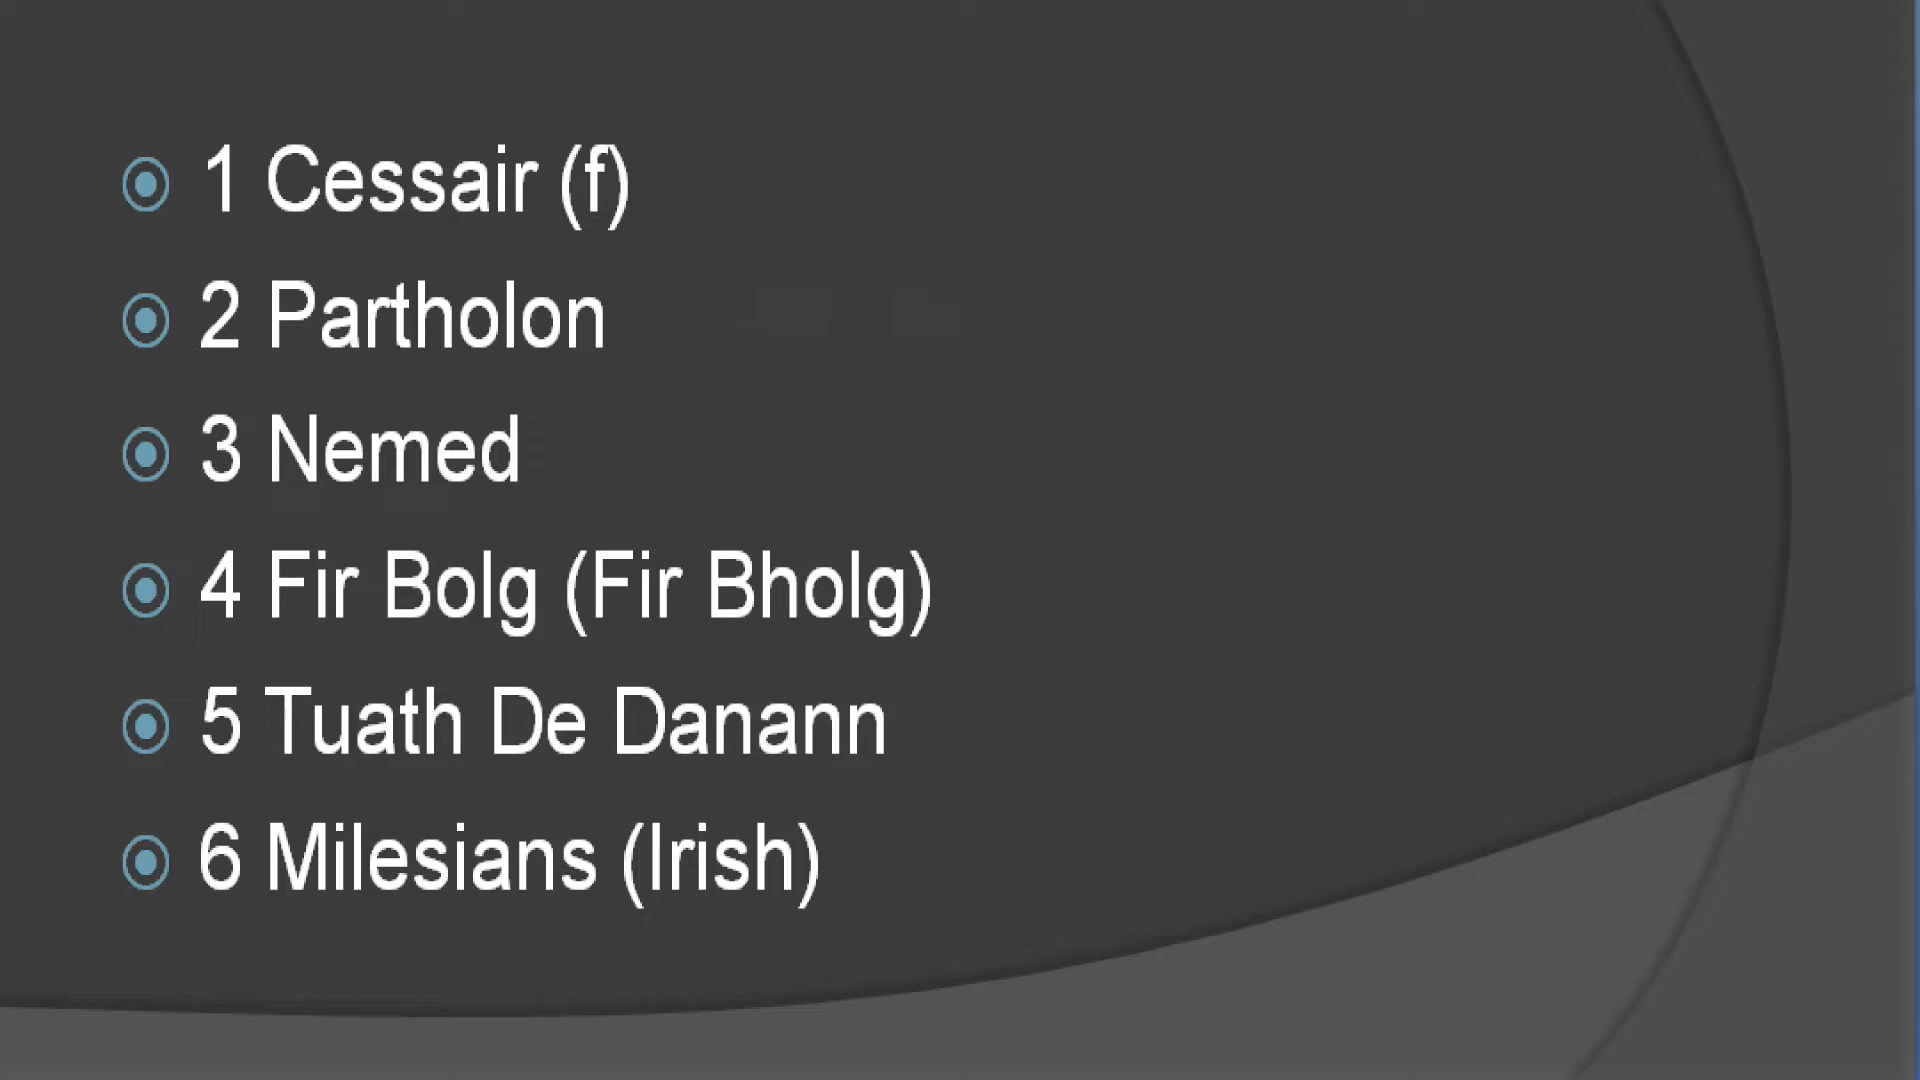 1 Cessair (f)
2 Partholon
3 Nemed
4 Fir Bolg (Fir Bholg)
5 Tuath De Danann
6 Milesians (Irish)